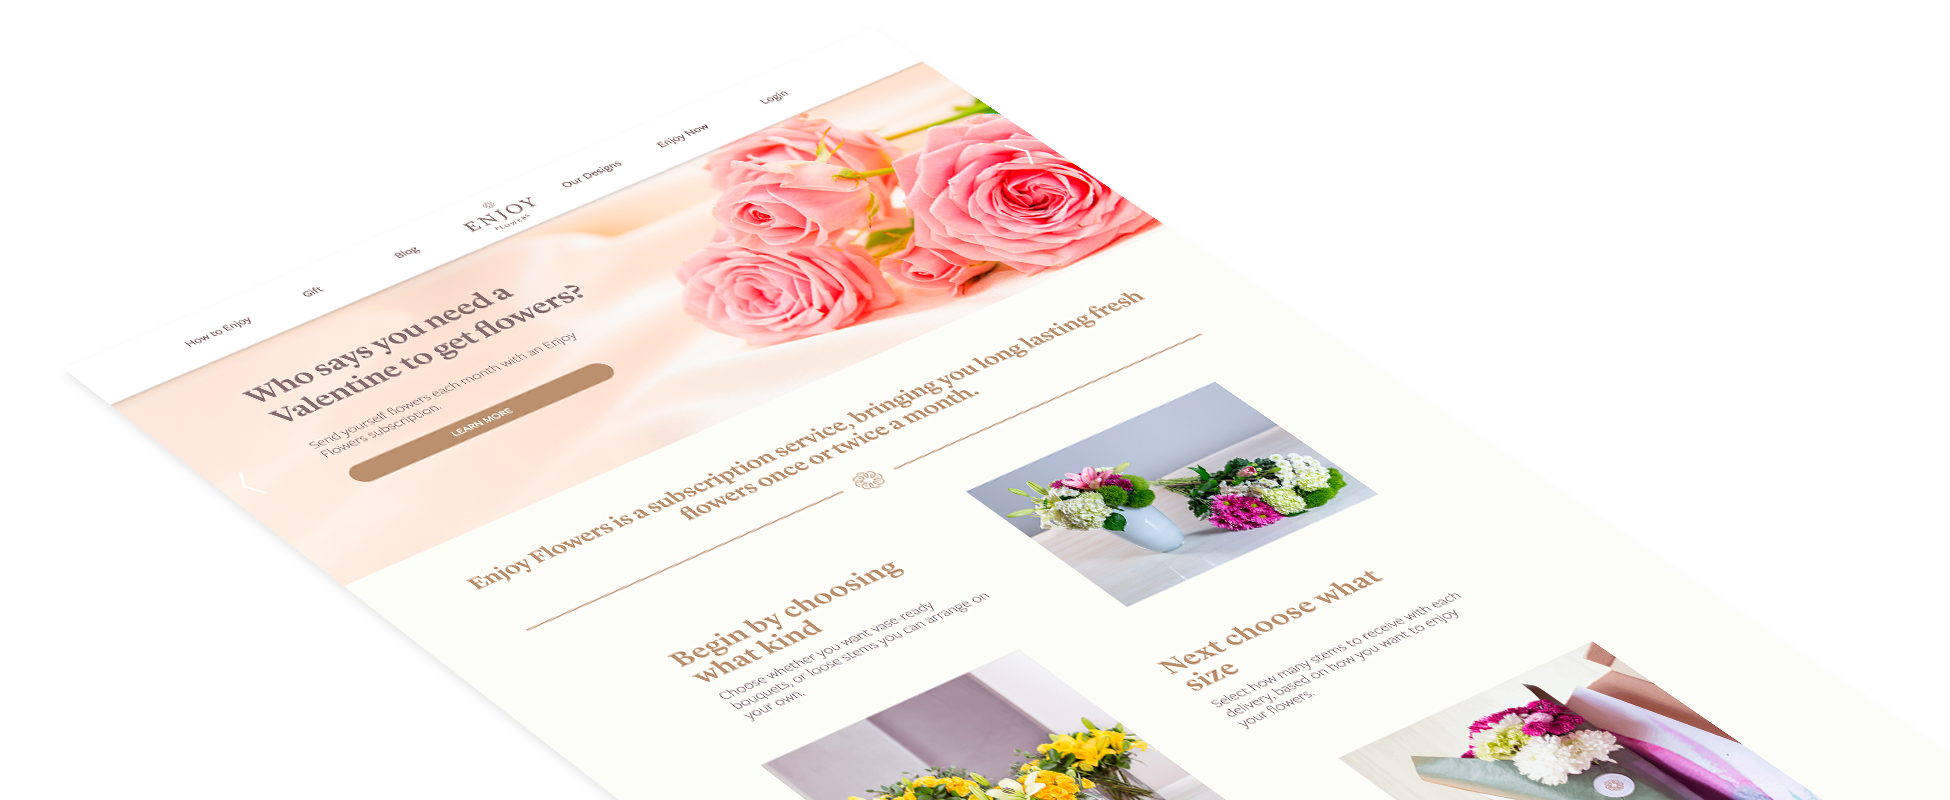 How to Enjoy
Gift
Blog
ENJOY
FLOWERS
Our Designs
Enjoy Now
Login
Who says you need a
Valentine to get flowers?
Send yourself flowers each month with an Enjoy
Flowers subscription.
LEARN MORE
Enjoy Flowers is a subscription service, bringing you long lasting fresh
flowers once or twice a month.
Begin by choosing
what kind
Choose whether you want vase-ready
bouquets, or loose stems you can arrange on
your own.
Next choose what
size
Select how many stems to receive with each
delivery, based on how you want to enjoy
your flowers.